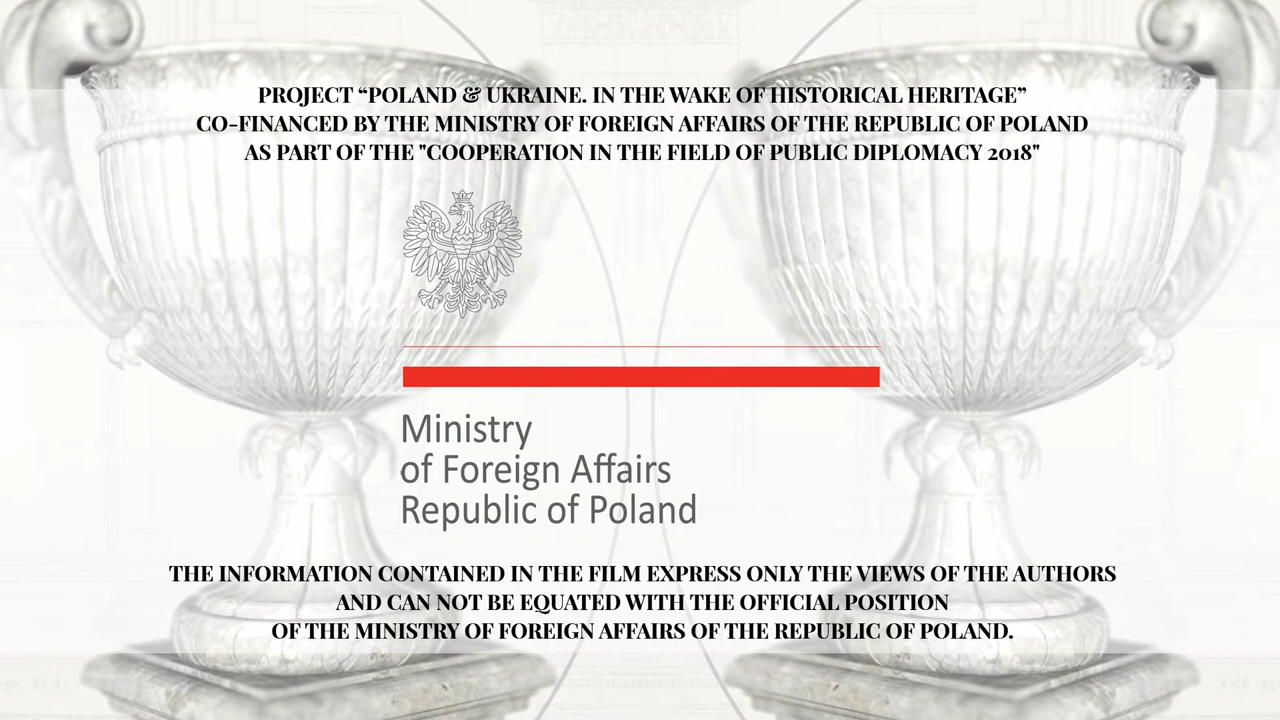 PROJECT “POLAND & UKRAINE. IN THE WAKE OF HISTORICAL HERITAGE”
CO-FINANCED BY THE MINISTRY OF FOREIGN AFFAIRS OF THE REPUBLIC OF POLAND
AS PART OF THE "COOPERATION IN THE FIELD OF PUBLIC DIPLOMACY 2018"
Ministry
of Foreign Affairs
Republic of Poland
THE INFORMATION CONTAINED IN THE FILM EXPRESS ONLY THE VIEWS OF THE AUTHORS
AND CAN NOT BE EQUATED WITH THE OFFICIAL POSITION
OF THE MINISTRY OF FOREIGN AFFAIRS OF THE REPUBLIC OF POLAND.